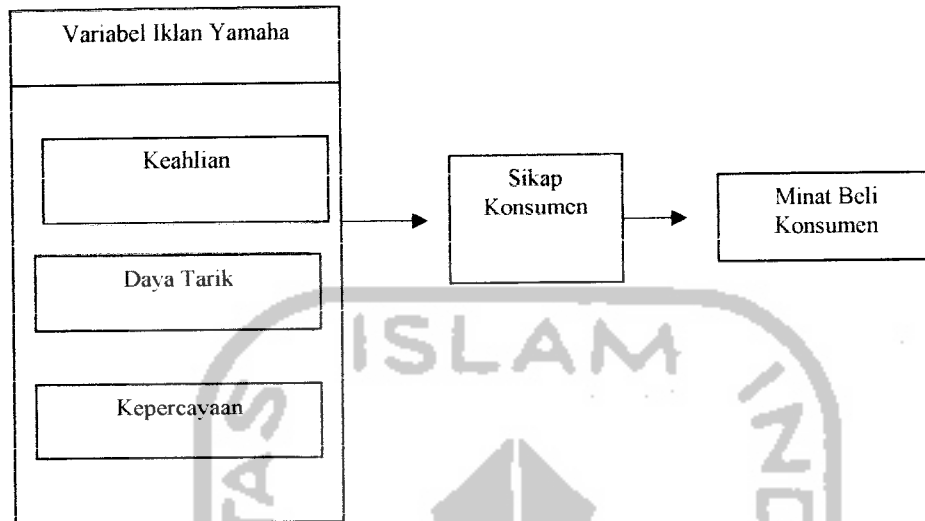 Variabel Iklan Yamaha
Keahlian
Sikap
Konsumen
Minat Beli
Konsumen
Daya Tarik
Kepercayaan
ISLAM